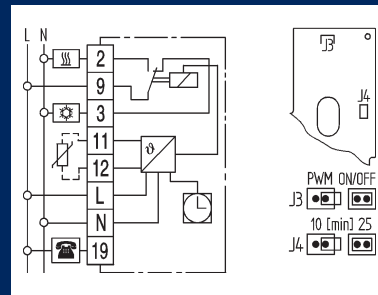 L N
2
9
3
11
12
L
N
19
ϑ
J3
J4
PWM ON/OFF
J3
10 [min] 25
J4